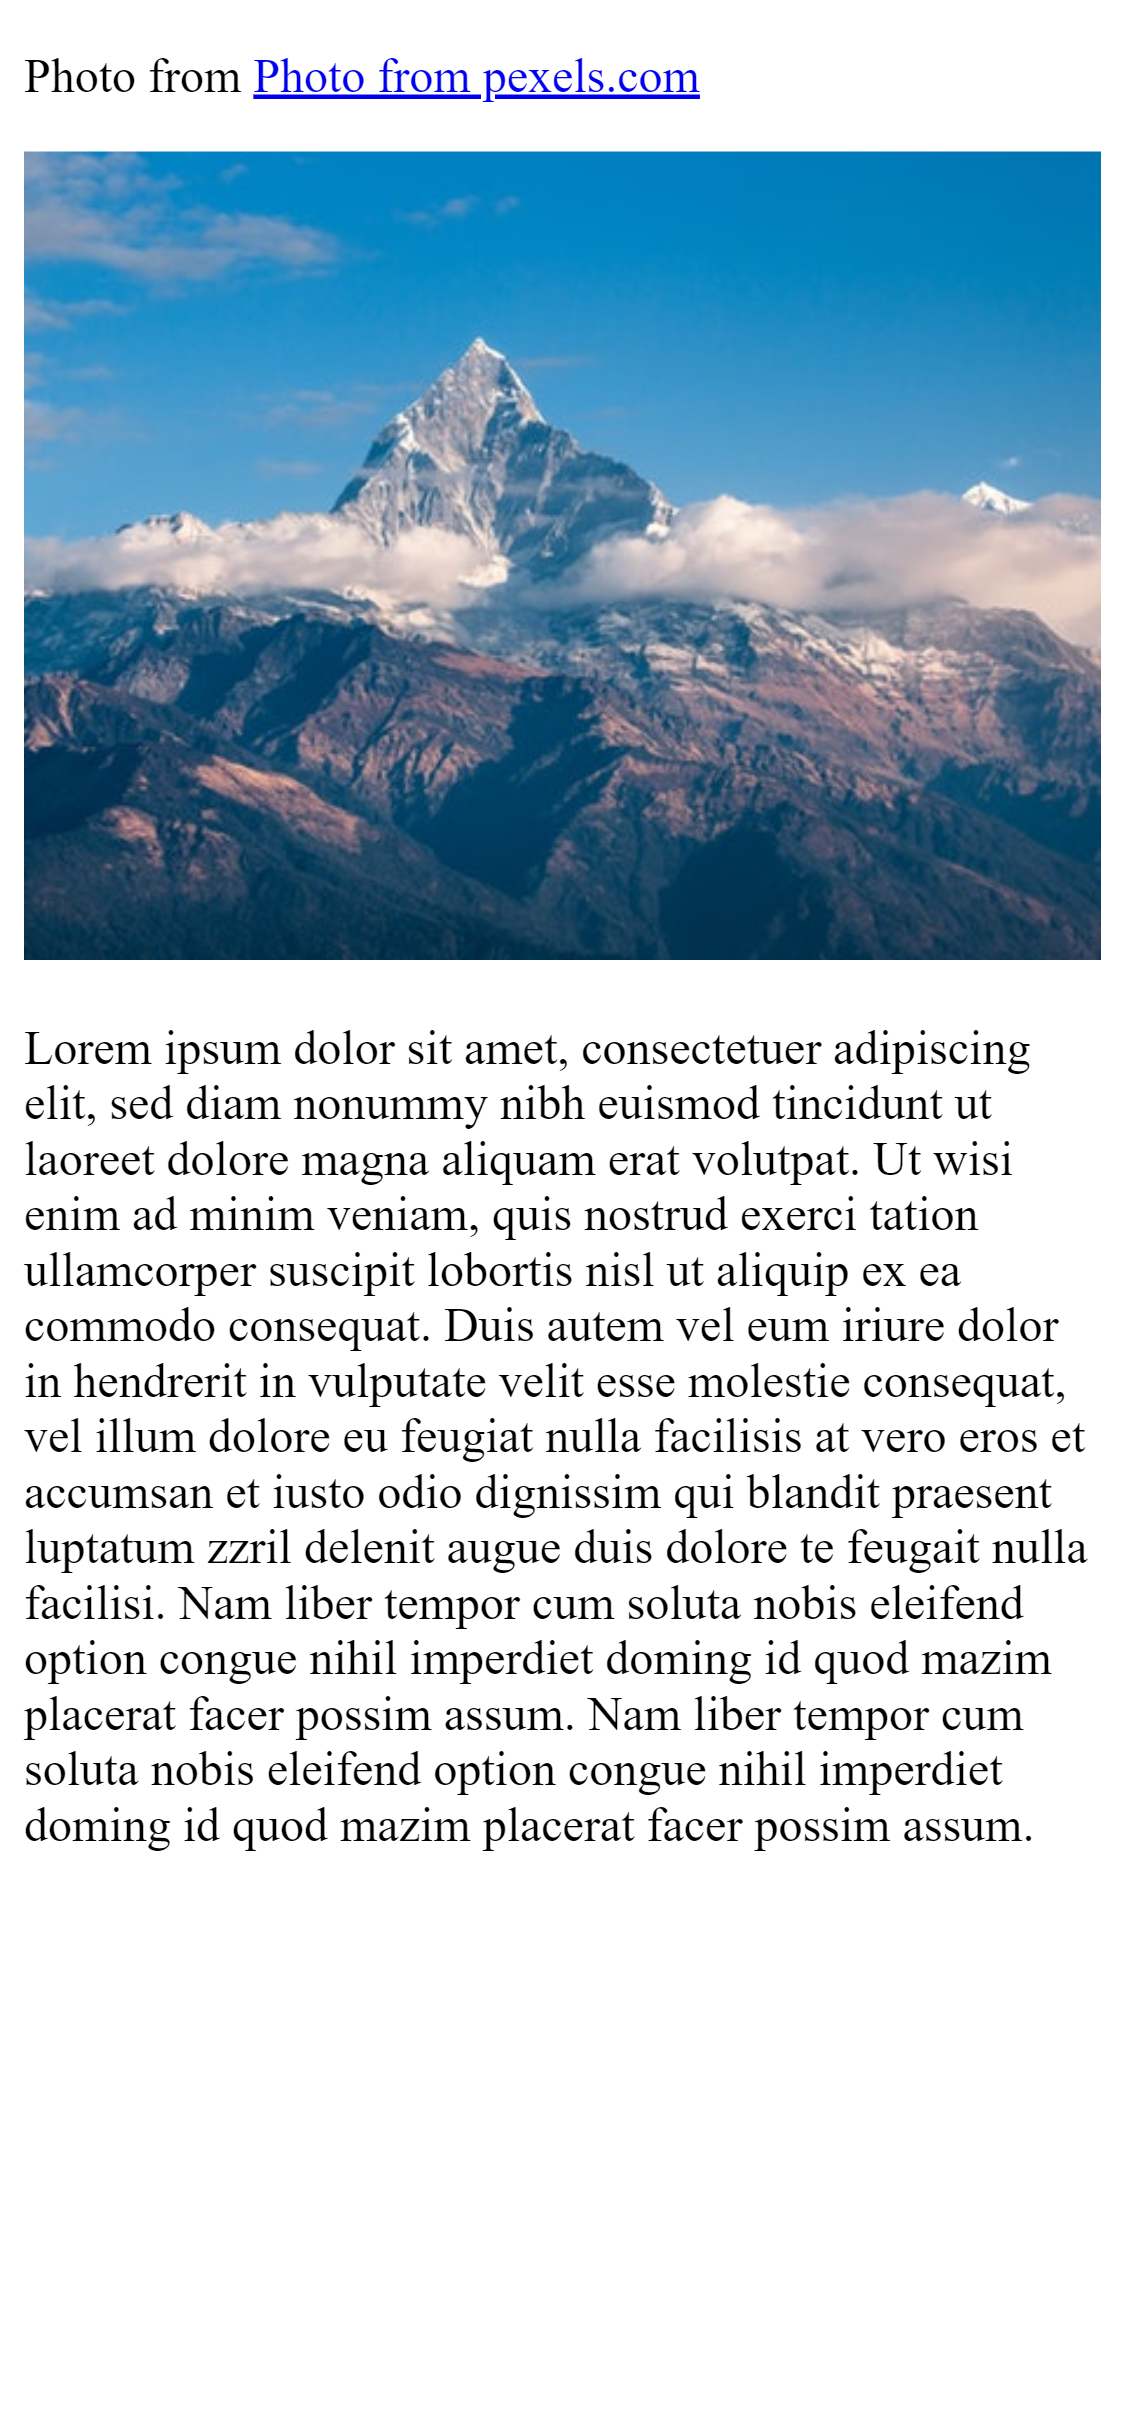 Photo from Photo from pexels.com
Lorem ipsum dolor sit amet, consectetuer adipiscing
elit, sed diam nonummy nibh euismod tincidunt ut
laoreet dolore magna aliquam erat volutpat. Ut wisi
enim ad minim veniam, quis nostrud exerci tation
ullamcorper suscipit lobortis nisl ut aliquip ex ea
commodo consequat. Duis autem vel eum iriure dolor
in hendrerit in vulputate velit esse molestie consequat,
vel illum dolore eu feugiat nulla facilisis at vero eros et
accumsan et iusto odio dignissim qui blandit praesent
luptatum zzril delenit augue duis dolore te feugait nulla
facilisi. Nam liber tempor cum soluta nobis eleifend
option congue nihil imperdiet doming id quod mazim
placerat facer possim assum. Nam liber tempor cum
soluta nobis eleifend option congue nihil imperdiet
doming id quod mazim placerat facer possim assum.